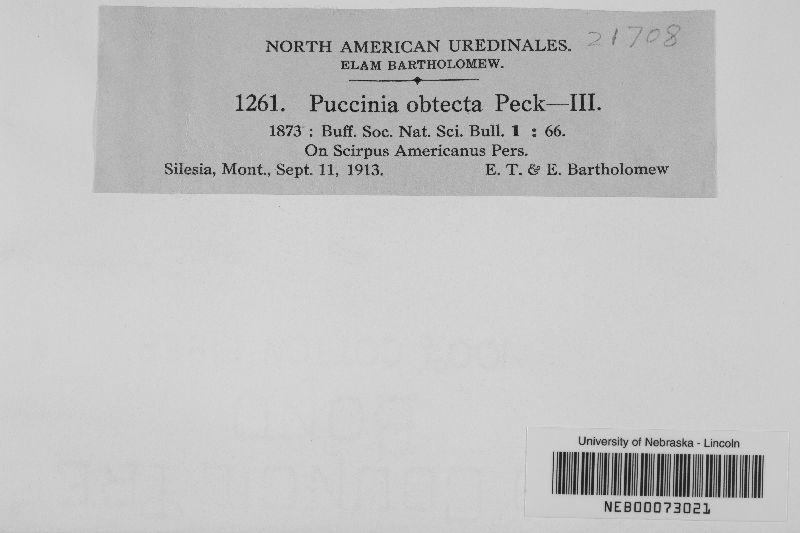 NORTH AMERICAN UREDINALES. 21708
ELAM BARTHOLOMEW.
1261. Puccinia obtecta Peck—III.
1873 : Buff. Soc. Nat. Sci. Bull. 1 : 66.
On Scirpus Americanus Pers.
Silesia, Mont., Sept. 11, 1913. E. T. & E. Bartholomew
University of Nebraska - Lincoln
NEB00073021